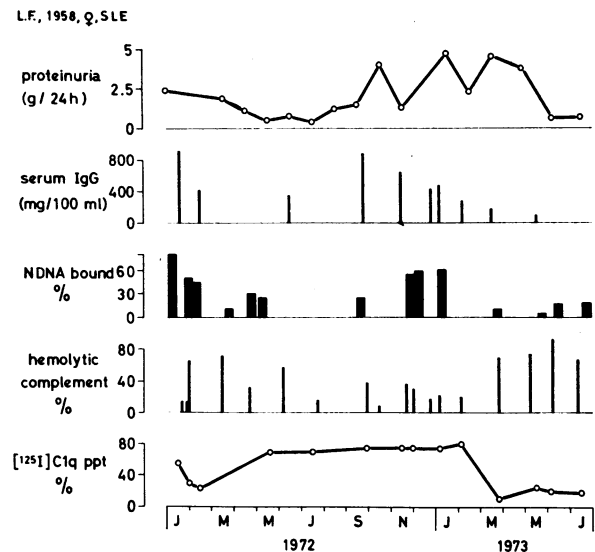 L.F., 1958, ♀, SLE
proteinuria
(g/24h)
5
2.5
0
serum IgG
(mg/100 ml)
800
400
0
NDNA bound
%
60
30
0
hemolytic
complement
%
80
40
0
[¹²⁵I]C1q ppt
%
80
40
0
J M M J S N J M M J
1972 1973